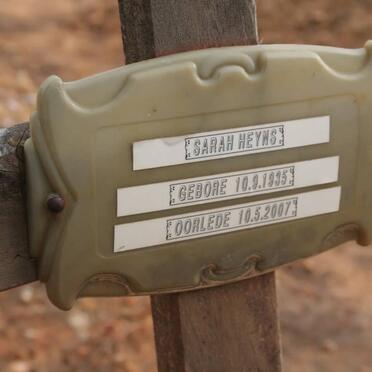 SARAH HEYNS
GEBORE 10.9.1935
OORLEDE 10.5.2007